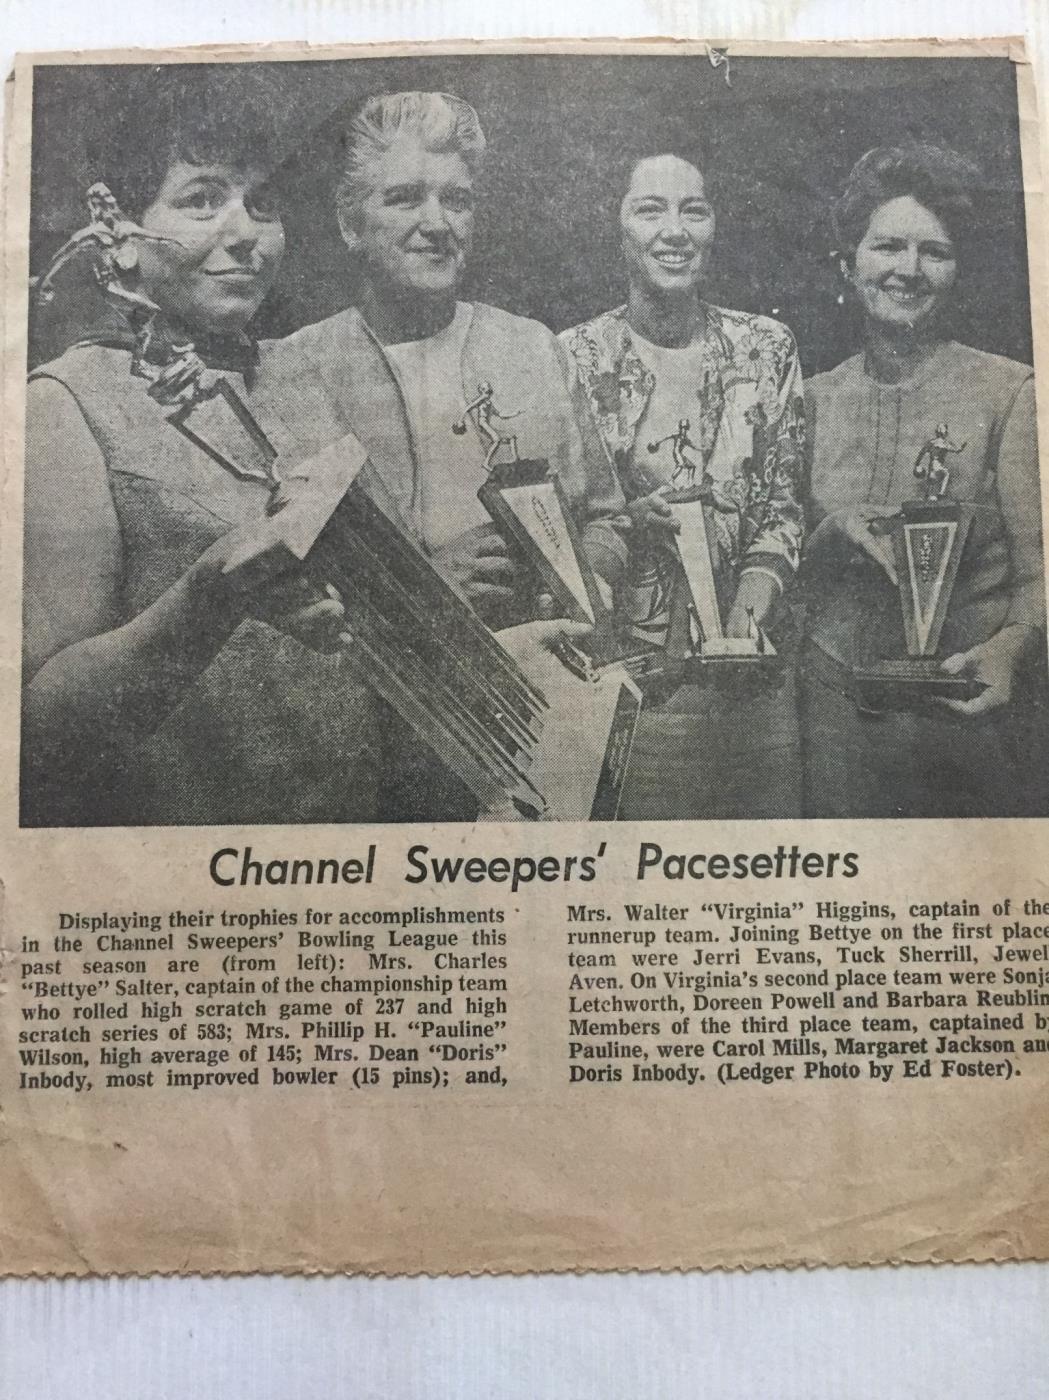 Channel Sweepers' Pacesetters
Displaying their trophies for accomplishments
in the Channel Sweepers' Bowling League this
past season are (from left): Mrs. Charles
"Bettye" Salter, captain of the championship team
who rolled high scratch game of 237 and high
scratch series of 583; Mrs. Phillip H. "Pauline"
Wilson, high average of 145; Mrs. Dean "Doris"
Inbody, most improved bowler (15 pins); and,
Mrs. Walter "Virginia" Higgins, captain of the
runnerup team. Joining Bettye on the first place
team were Jerri Evans, Tuck Sherrill, Jewel
Aven. On Virginia's second place team were Sonja
Letchworth, Doreen Powell and Barbara Reublin
Members of the third place team, captained by
Pauline, were Carol Mills, Margaret Jackson and
Doris Inbody. (Ledger Photo by Ed Foster).